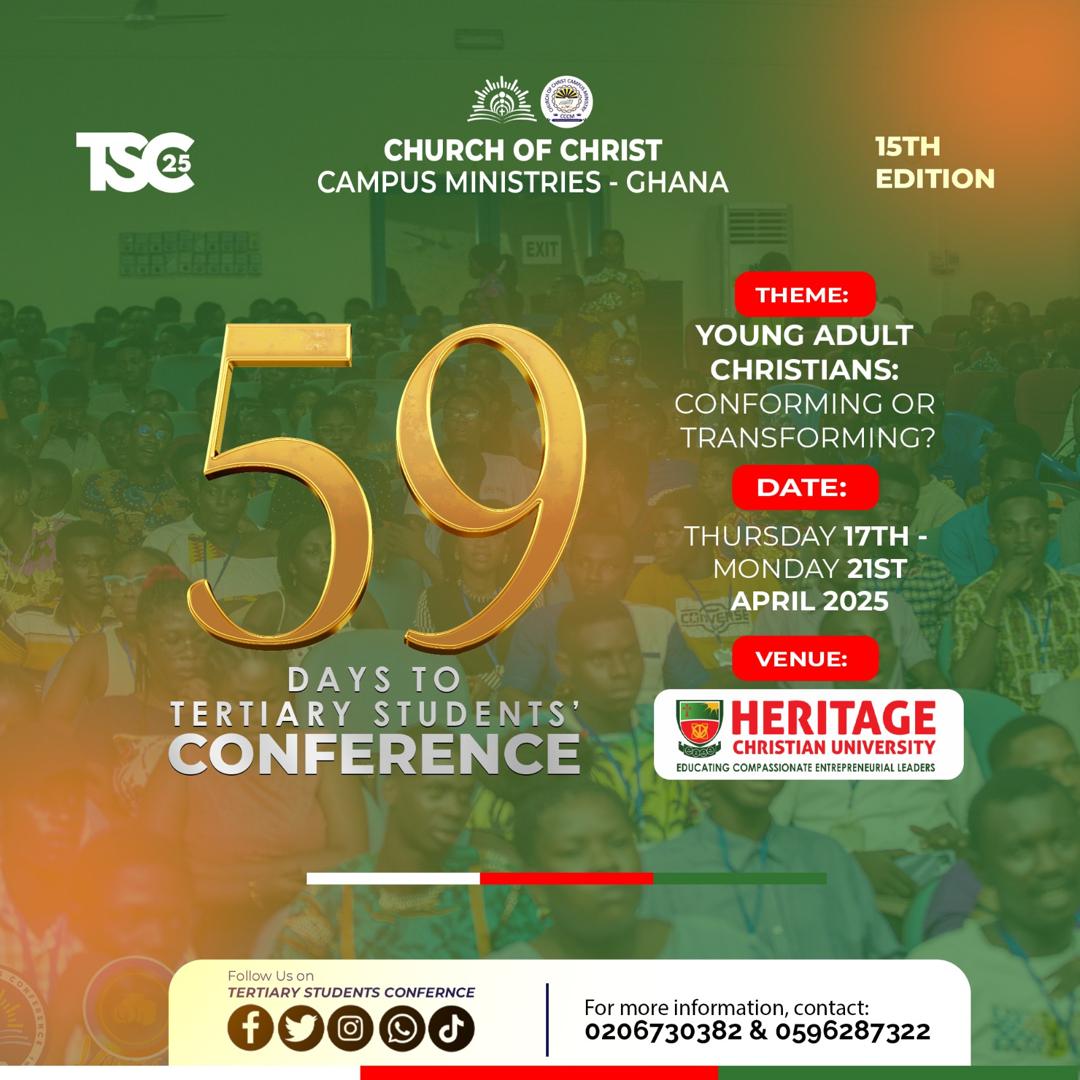 TSC 25
CHURCH OF CHRIST
CAMPUS MINISTRIES - GHANA
15TH
EDITION
EXIT
59
DAYS TO
TERTIARY STUDENTS'
CONFERENCE
THEME:
YOUNG ADULT
CHRISTIANS:
CONFORMING OR
TRANSFORMING?
DATE:
THURSDAY 17TH -
MONDAY 21ST
APRIL 2025
VENUE:
HERITAGE
CHRISTIAN UNIVERSITY
EDUCATING COMPASSIONATE ENTREPRENEURIAL LEADERS
CONVERSE
Follow Us on
TERTIARY STUDENTS CONFERNCE
For more information, contact:
0206730382 & 0596287322